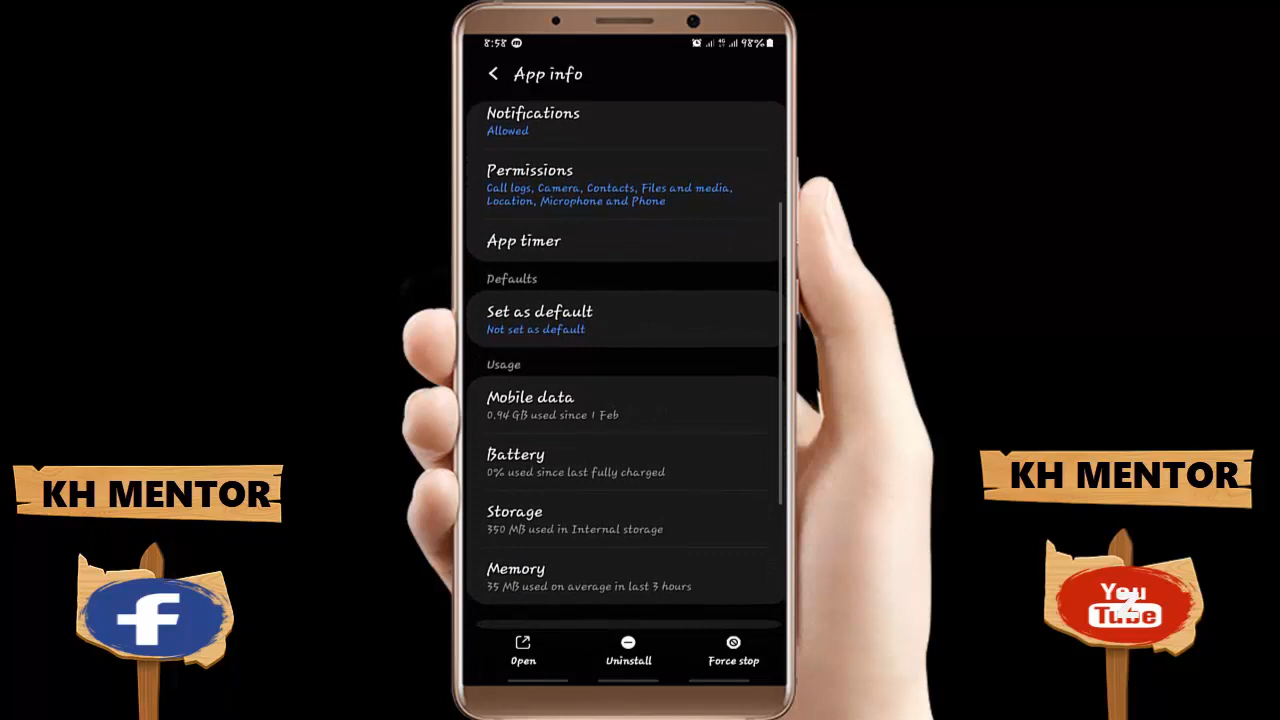 8:58
98%
App info
Notifications
Allowed
Permissions
Call logs, Camera, Contacts, Files and media,
Location, Microphone and Phone
App timer
Defaults
Set as default
Not set as default
Usage
Mobile data
0.94 GB used since 1 Feb
Battery
0% used since last fully charged
Storage
350 MB used in Internal storage
Memory
35 MB used on average in last 3 hours
Open
Uninstall
Force stop
KH MENTOR
f
KH MENTOR
You
Tube